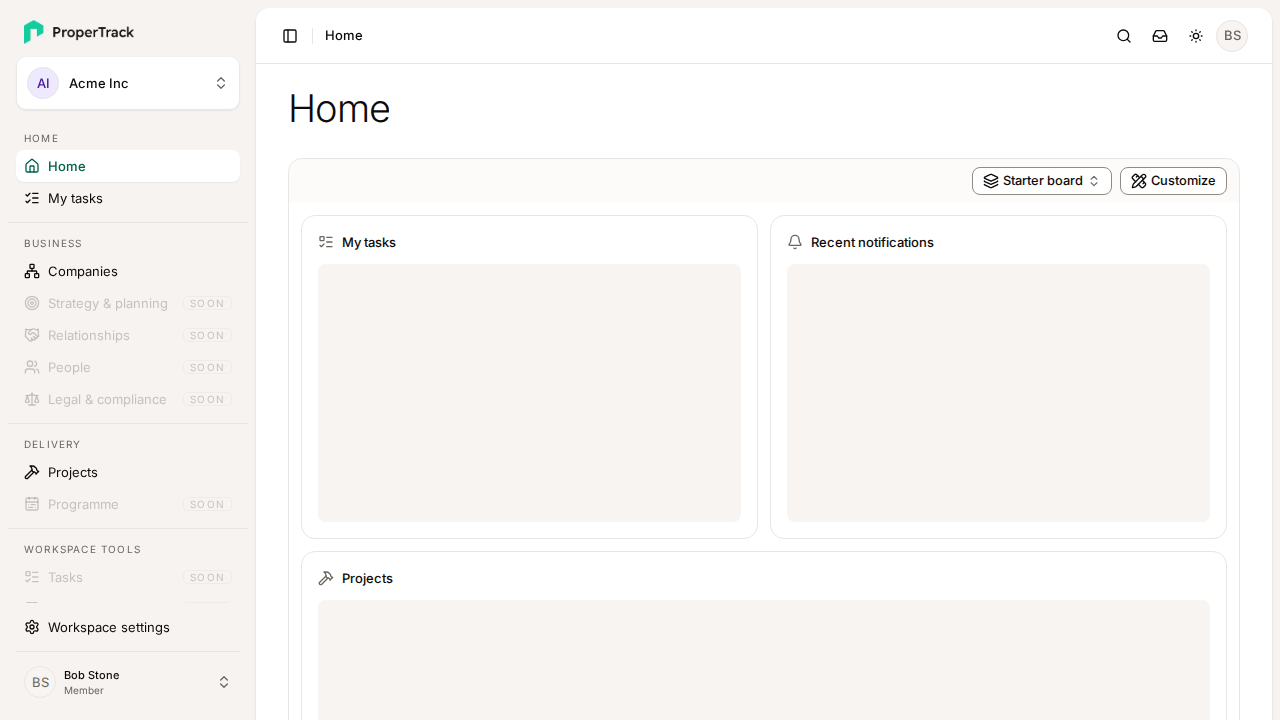 ProperTrack
AI
Acme Inc
HOME
Home
My tasks
BUSINESS
Companies
Strategy & planning SOON
Relationships SOON
People SOON
Legal & compliance SOON
DELIVERY
Projects
Programme SOON
WORKSPACE TOOLS
Tasks SOON
Workspace settings
BS
Bob Stone
Member
Home
BS
Home
Starter board
Customize
My tasks
Recent notifications
Projects